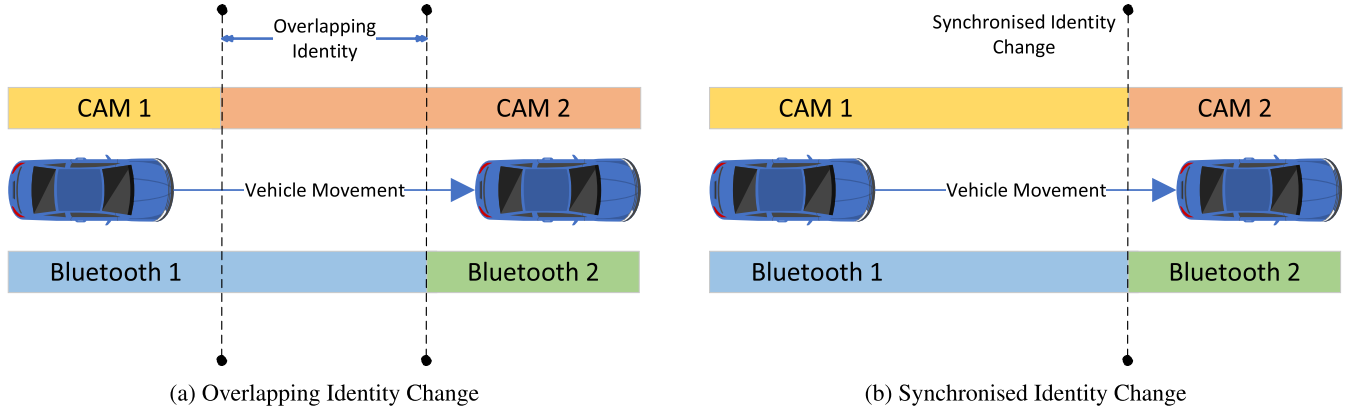 Overlapping
Identity
CAM 1
CAM 2
Vehicle Movement
Bluetooth 1
Bluetooth 2
(a) Overlapping Identity Change
Synchronised Identity
Change
CAM 1
CAM 2
Vehicle Movement
Bluetooth 1
Bluetooth 2
(b) Synchronised Identity Change